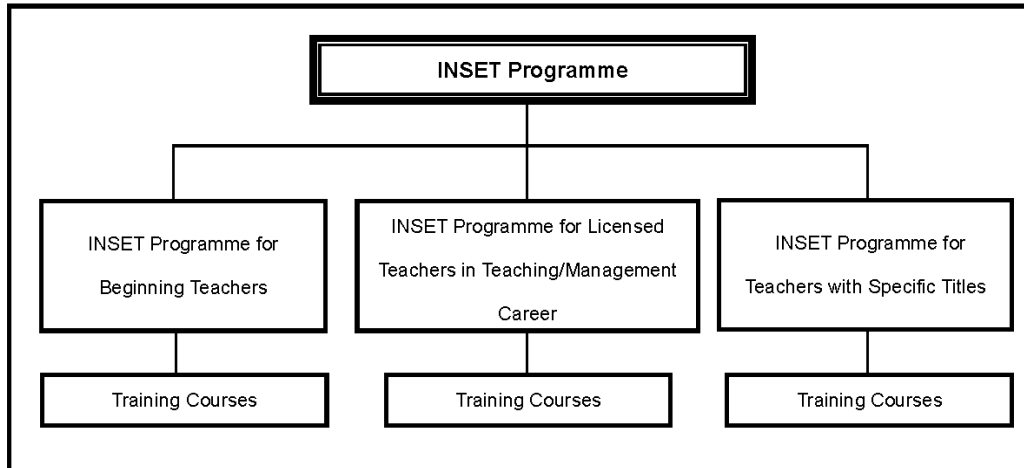 INSET Programme
INSET Programme for
Beginning Teachers
INSET Programme for Licensed
Teachers in Teaching/Management
Career
INSET Programme for
Teachers with Specific Titles
Training Courses
Training Courses
Training Courses